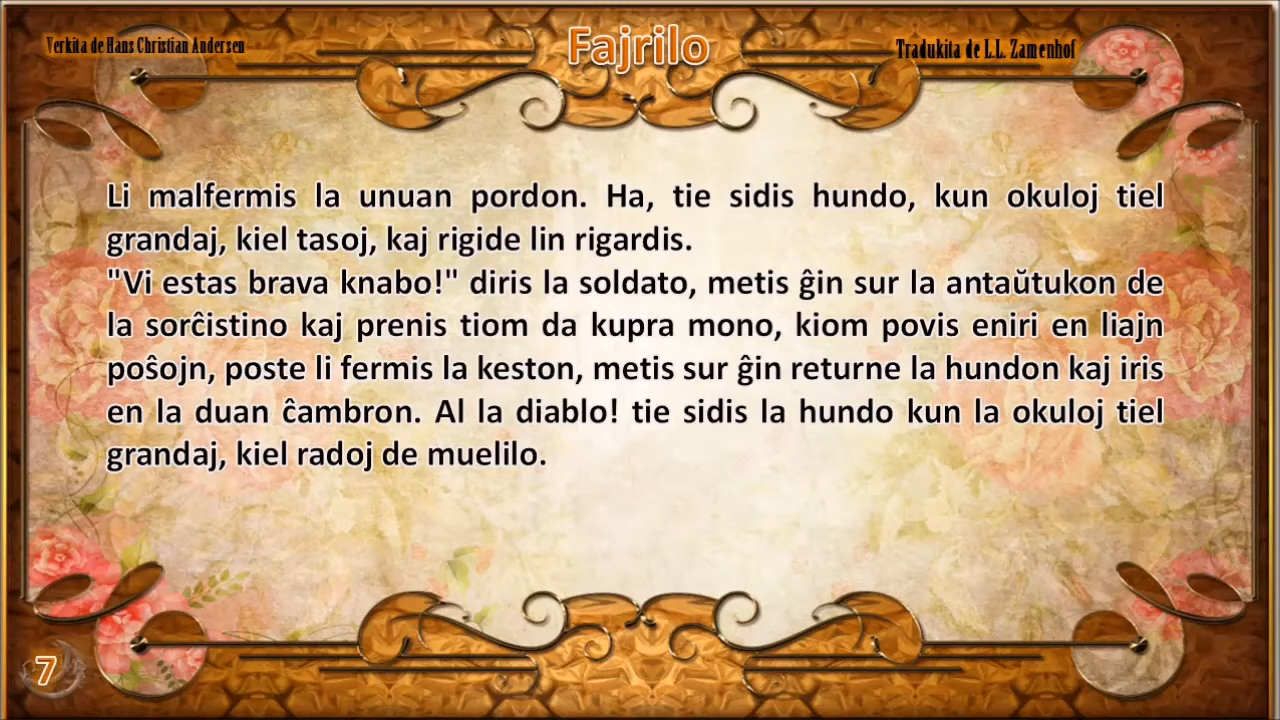 Verkita de Hans Christian Andersen
Fajrilo
Tradukita de L.L. Zamenhof
Li malfermis la unuan pordon. Ha, tie sidis hundo, kun okuloj tiel
grandaj, kiel tasoj, kaj rigide lin rigardis.
"Vi estas brava knabo!" diris la soldato, metis ĝin sur la antaŭtukon de
la sorĉistino kaj prenis tiom da kupra mono, kiom povis eniri en liajn
poŝojn, poste li fermis la keston, metis sur ĝin returne la hundon kaj iris
en la duan ĉambron. Al la diablo! tie sidis la hundo kun la okuloj tiel
grandaj, kiel radoj de muelilo.
7